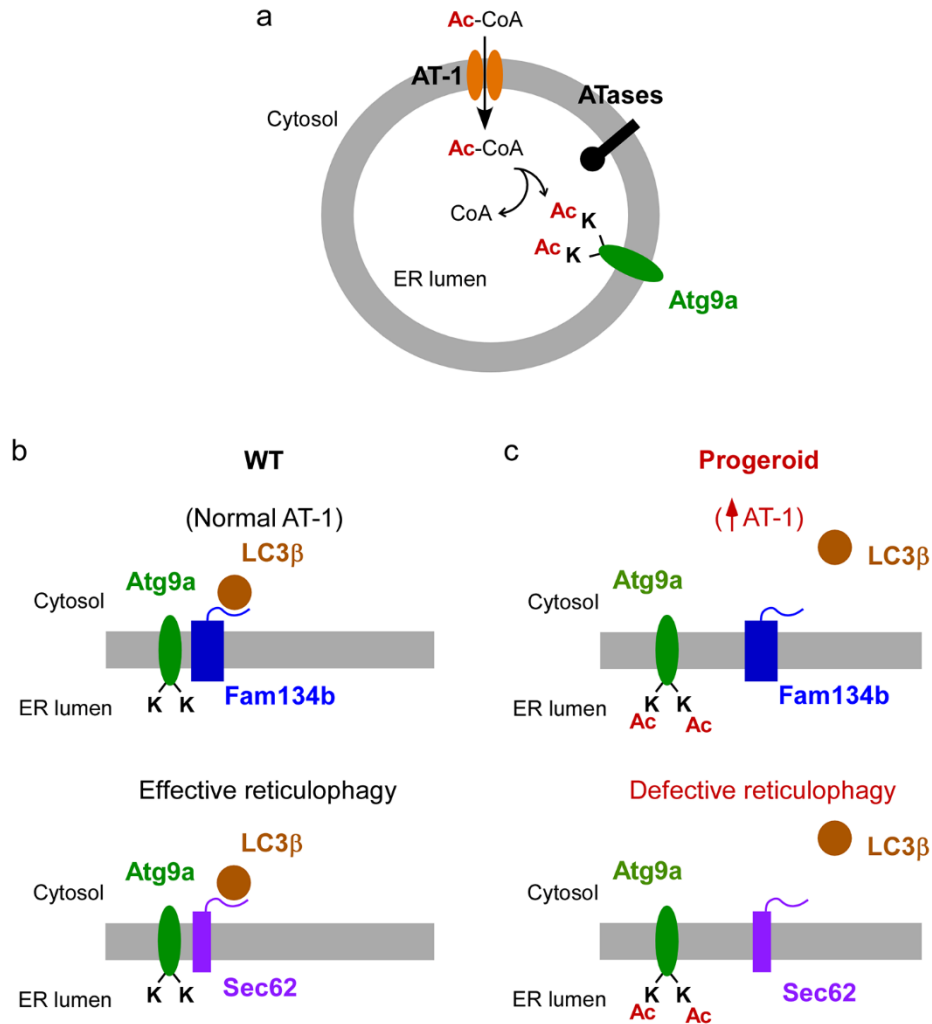 a
Ac-CoA
AT-1
ATases
Cytosol
Ac-CoA
CoA
Ac
K
Ac
K
ER lumen
Atg9a
b
WT
(Normal AT-1)
LC3β
Atg9a
Cytosol
K K
Fam134b
ER lumen
Effective reticulophagy
LC3β
Atg9a
Cytosol
K K
Sec62
ER lumen
c
Progeroid
(↑ AT-1)
LC3β
Atg9a
Cytosol
K K
Fam134b
ER lumen
Ac Ac
Defective reticulophagy
LC3β
Atg9a
Cytosol
K K
Sec62
ER lumen
Ac Ac